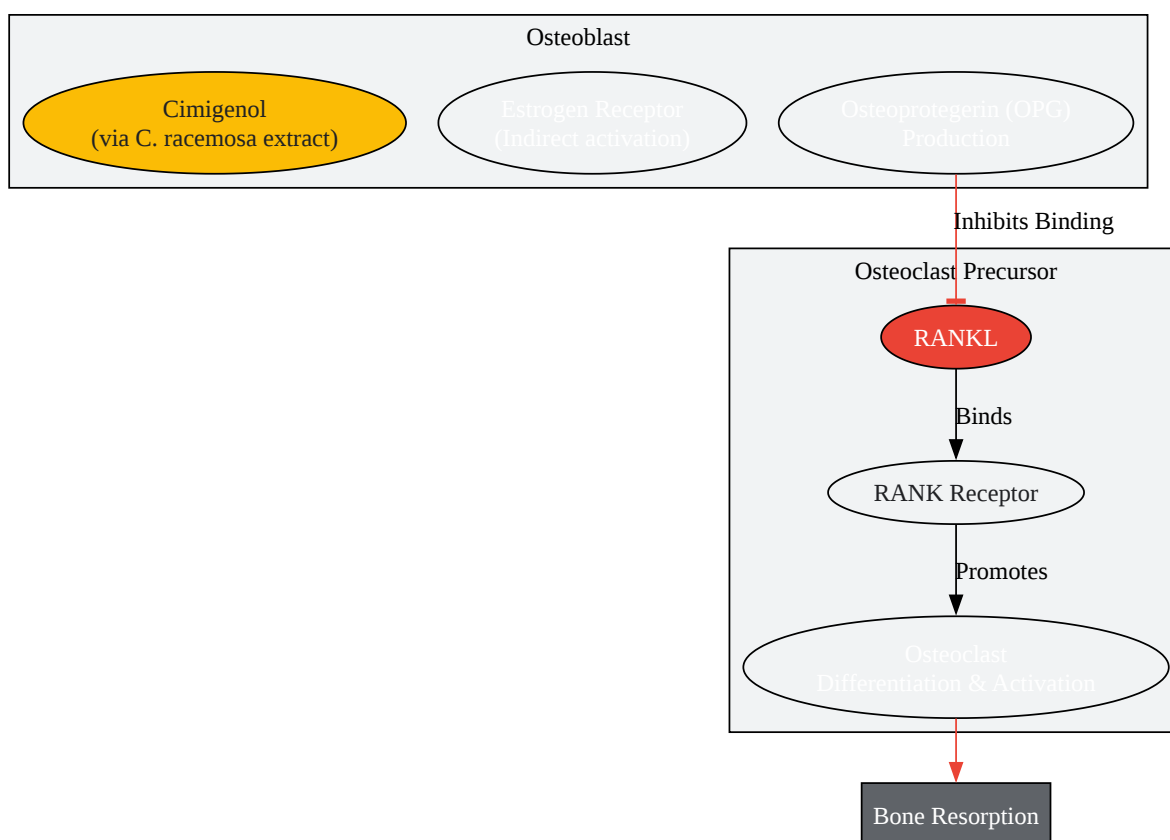 Osteoblast
Cimigenol
(via C. racemosa extract)
Estrogen Receptor
(Indirect activation)
Osteoprotegerin (OPG)
Production
Inhibits Binding
Osteoclast Precursor
RANKL
Binds
RANK Receptor
Promotes
Osteoclast
Differentiation & Activation
Bone Resorption